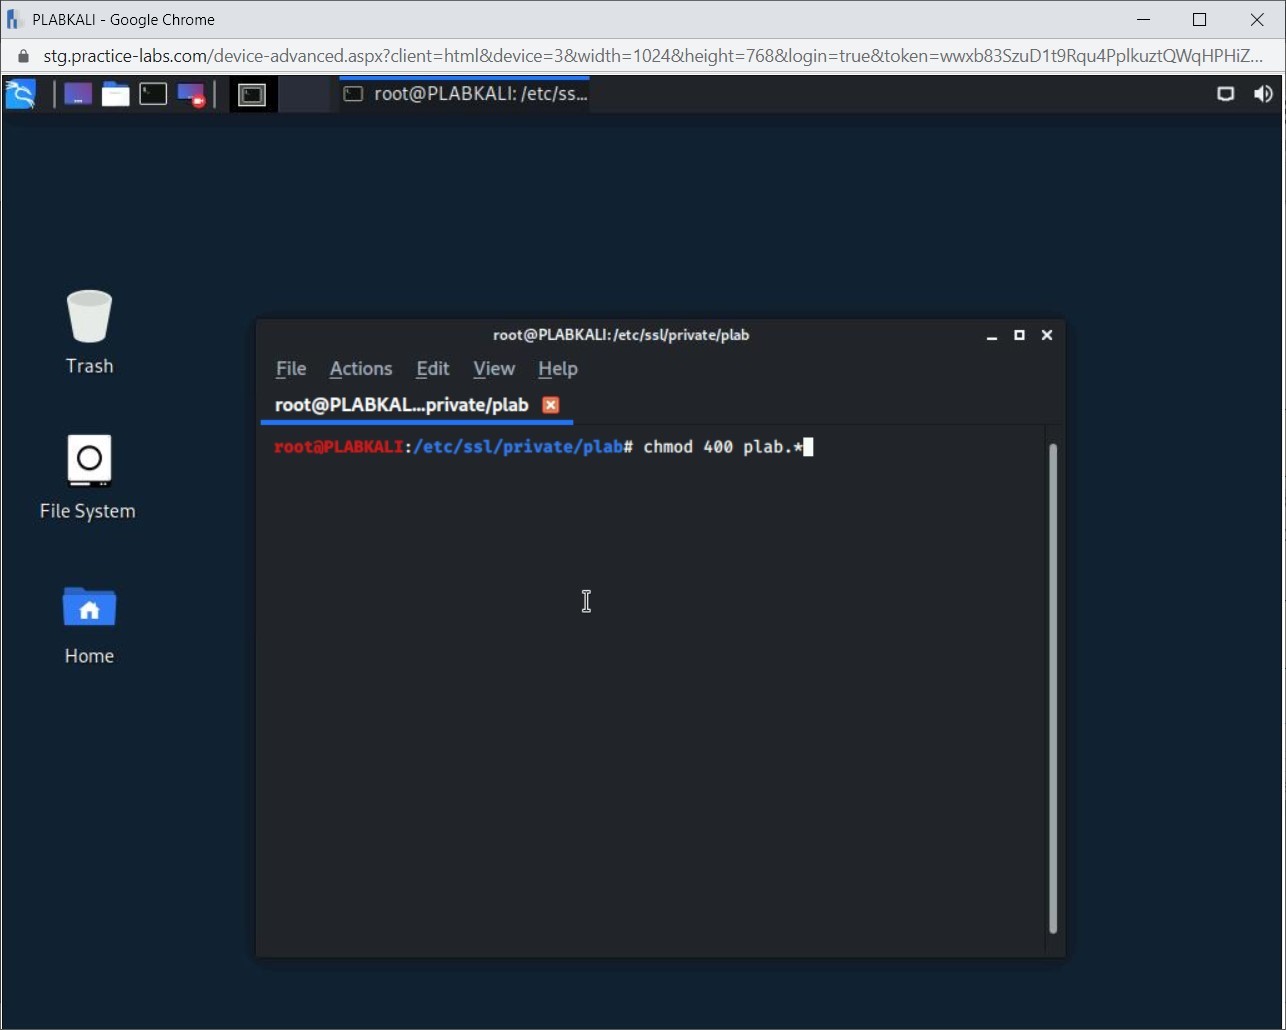 PLABKALI - Google Chrome
stg.practice-labs.com/device-advanced.aspx?client=html&device=3&width=1024&height=768&login=true&token=wwxb83SzuD1t9Rqu4PplkuztQWqHPHiZ...
root@PLABKALI: /etc/ss...
Trash
File System
Home
root@PLABKALI:/etc/ssl/private/plab
File Actions Edit View Help
root@PLABKAL...private/plab
root@PLABKALI:/etc/ssl/private/plab# chmod 400 plab.*